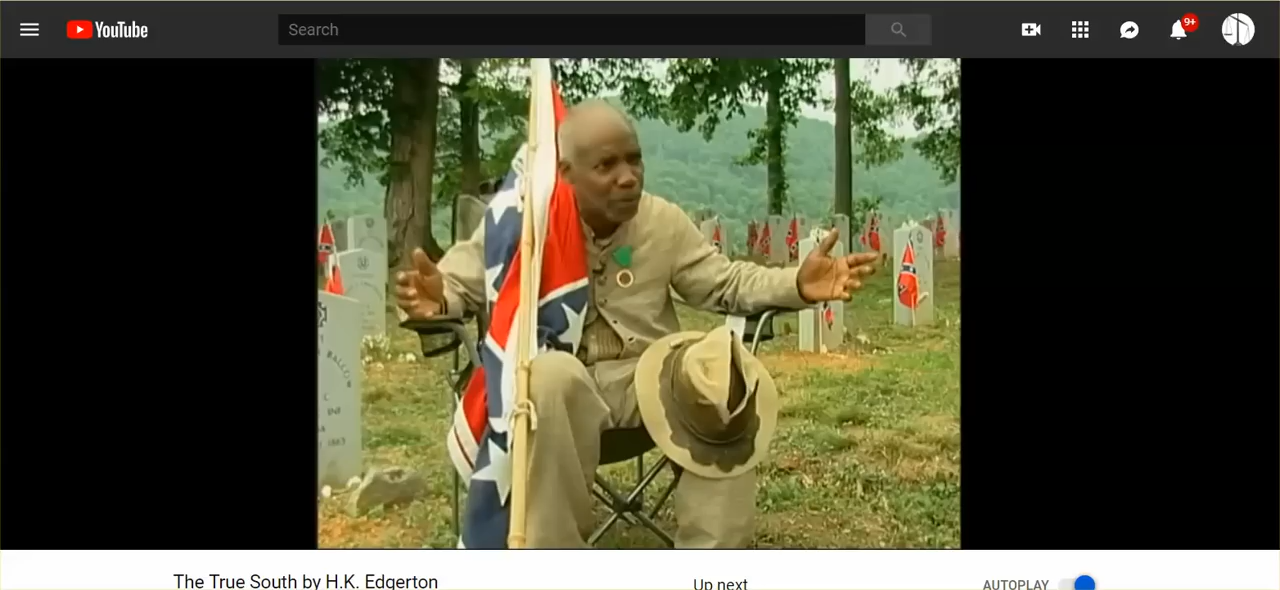 YouTube
Search
9+
The True South by H.K. Edgerton
Up next
AUTOPLAY